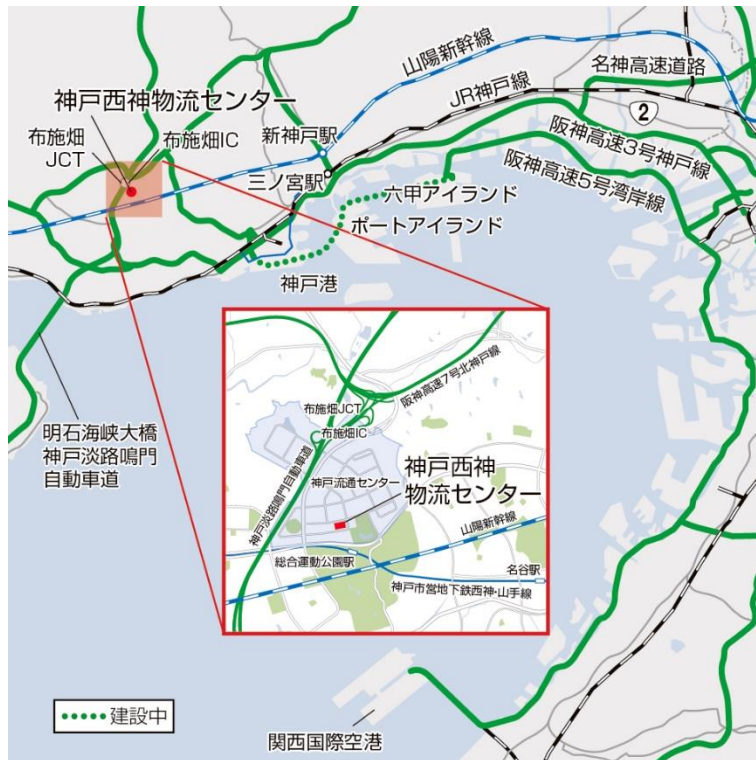 山陽新幹線
名神高速道路
JR神戸線
2
神戸西神物流センター
布施畑
JCT
布施畑IC
新神戸駅
阪神高速3号神戸線
三ノ宮駅
阪神高速5号湾岸線
六甲アイランド
ポートアイランド
神戸港
明石海峡大橋
神戸淡路鳴門
自動車道
阪神高速7号北神戸線
布施畑JCT
布施畑IC
神戸淡路鳴門自動車道
神戸流通センター
神戸西神
物流センター
山陽新幹線
総合運動公園駅
名谷駅
神戸市営地下鉄西神・山手線
建設中
関西国際空港